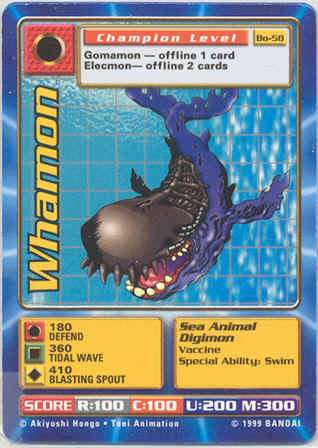 Champion Level
Bo-58
Gomamon — offline 1 card
Elecmon— offline 2 cards
Whamon
180
DEFEND
360
TIDAL WAVE
410
BLASTING SPOUT
Sea Animal
Digimon
Vaccine
Special Ability: Swim
SCORE R:100 C:100 U:200 M:300
© Akiyoshi Hongo · Toei Animation
© 1999 BANDAI